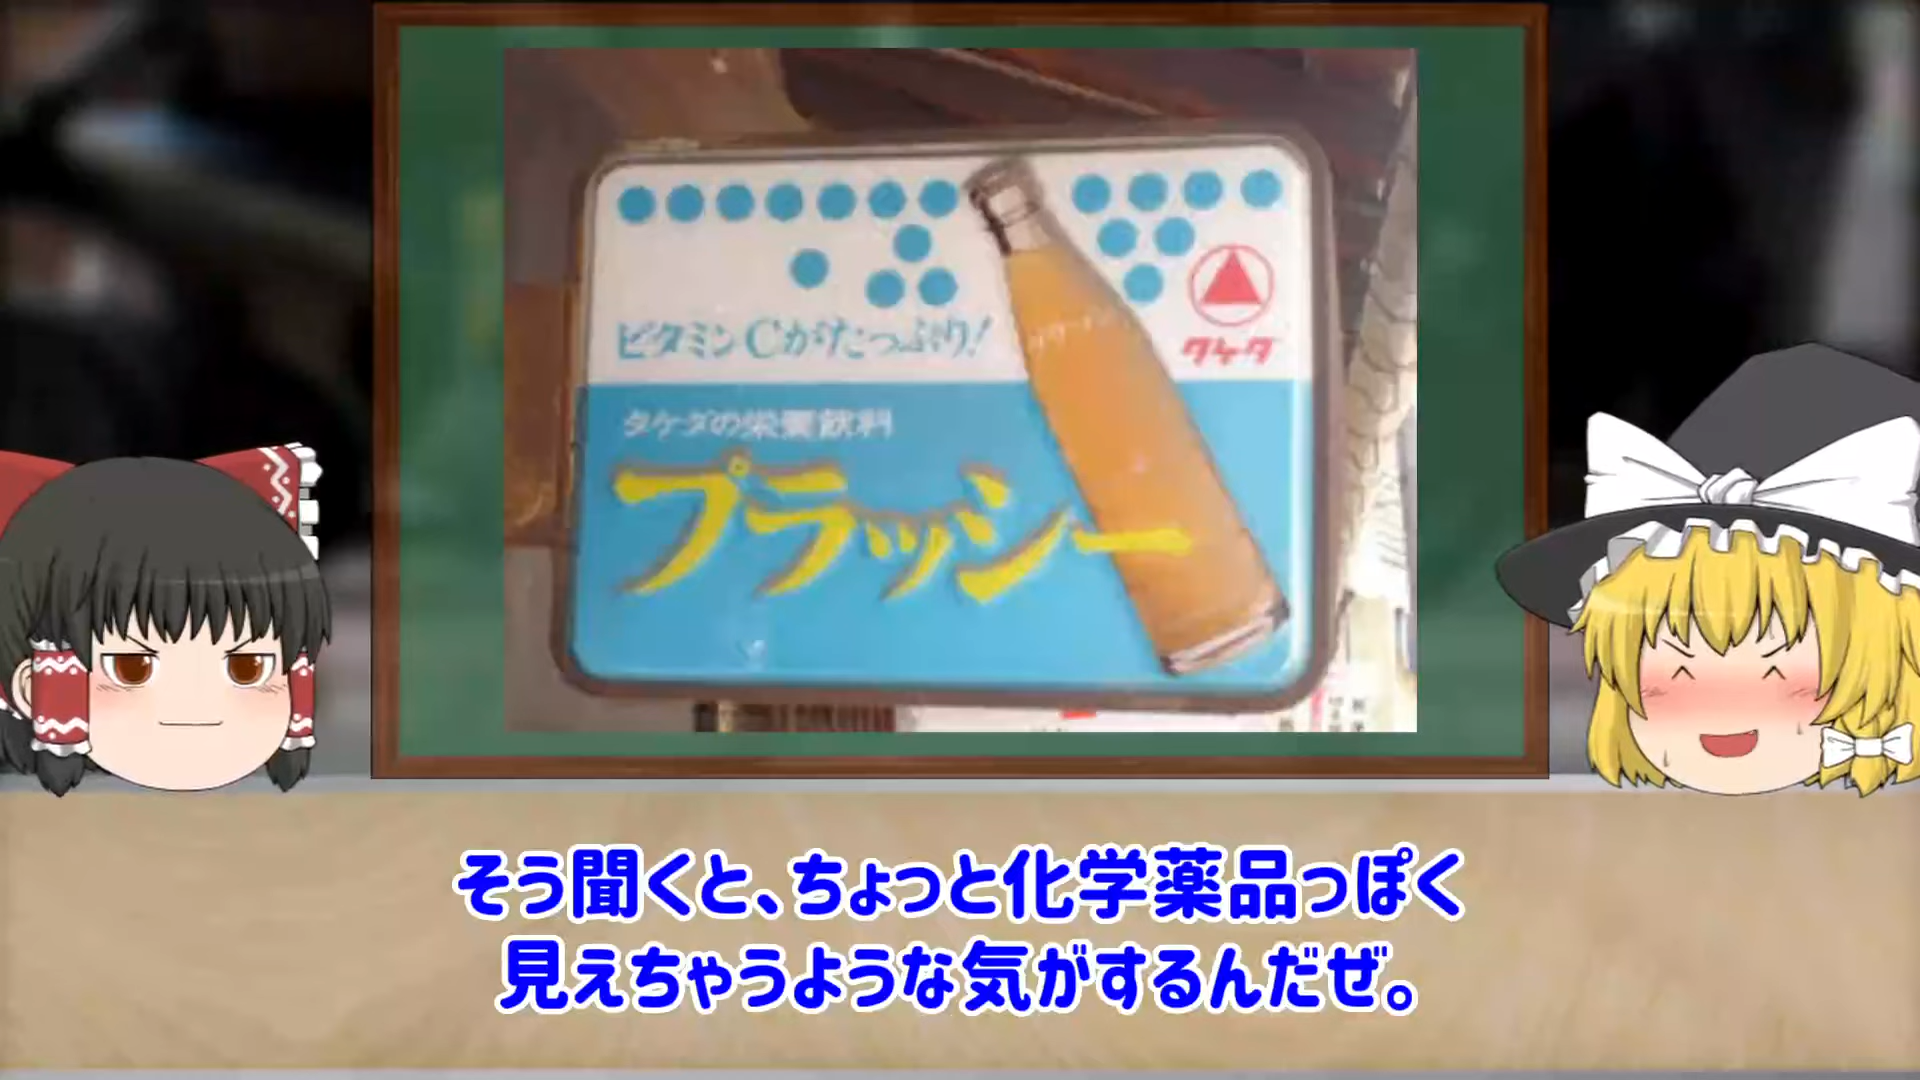 ビタミンCがたっぷり!
タケダ
タケダの栄養飲料
プラッシー
そう聞くと、ちょっと化学薬品っぽく
見えちゃうような気がするんだぜ。